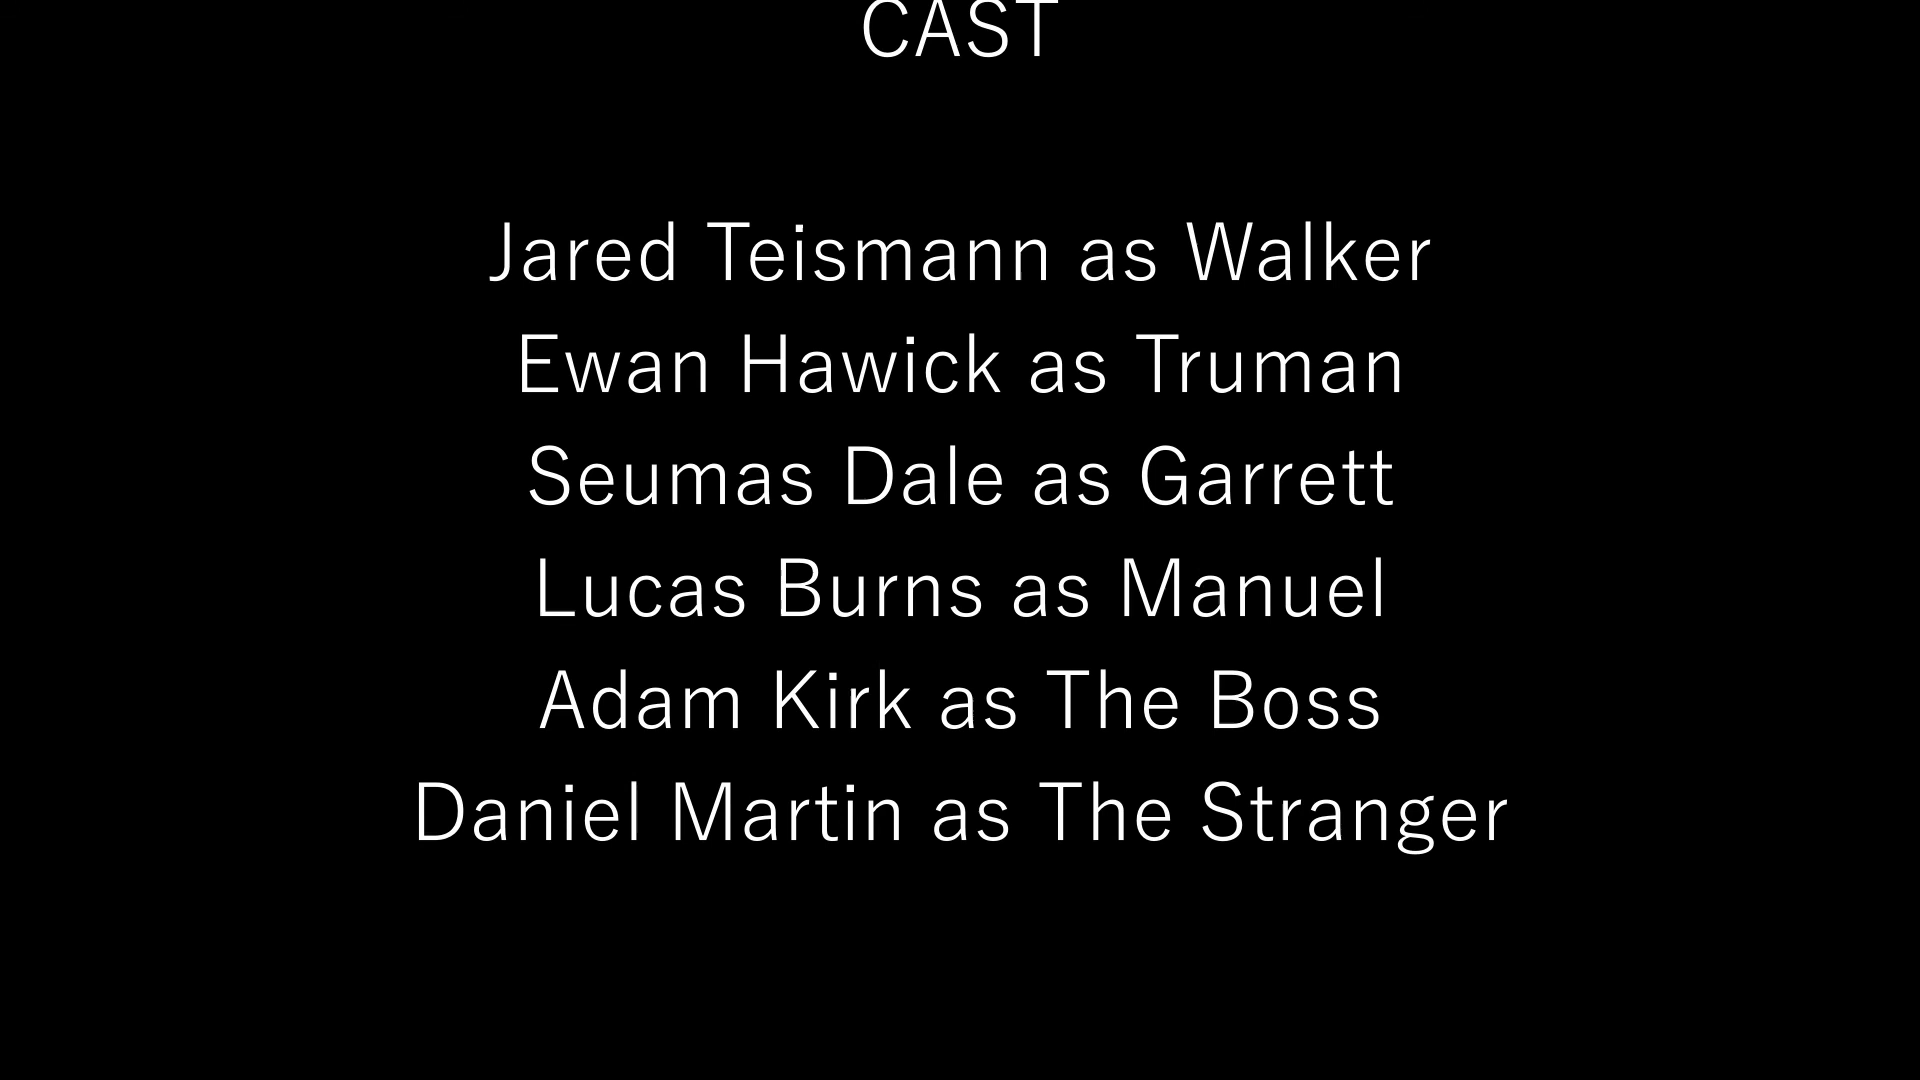 CAST
Jared Teismann as Walker
Ewan Hawick as Truman
Seumas Dale as Garrett
Lucas Burns as Manuel
Adam Kirk as The Boss
Daniel Martin as The Stranger